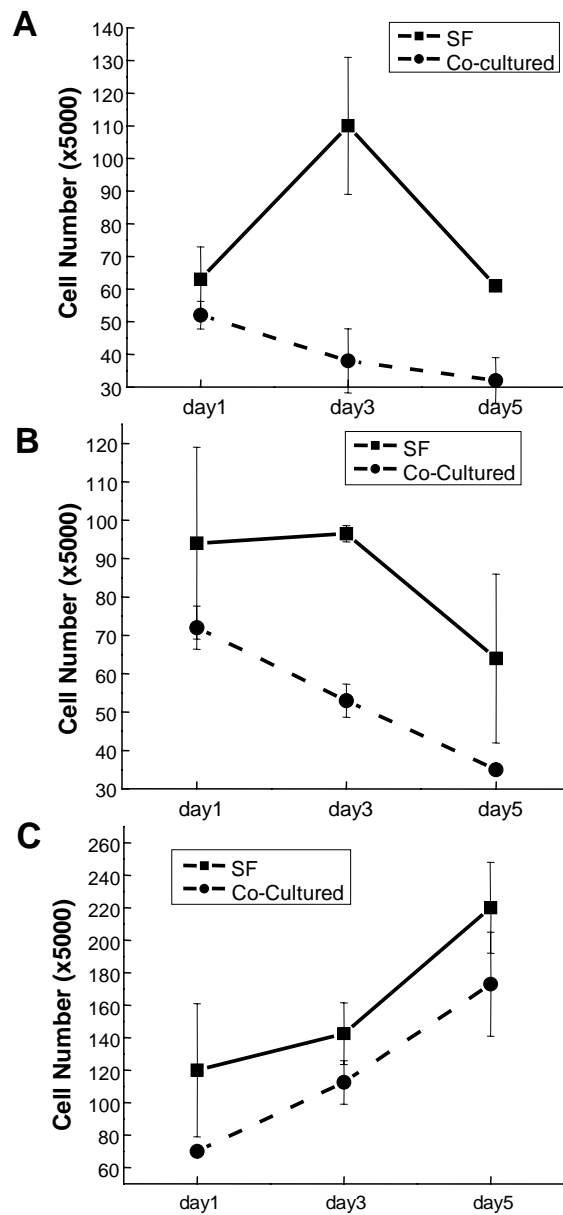 A
SF
Co-cultured
Cell Number (x5000)
140
130
120
110
100
90
80
70
60
50
40
30
day1 day3 day5
B
SF
Co-Cultured
Cell Number (x5000)
120
110
100
90
80
70
60
50
40
30
day1 day3 day5
C
SF
Co-Cultured
Cell Number (x5000)
260
240
220
200
180
160
140
120
100
80
60
day1 day3 day5